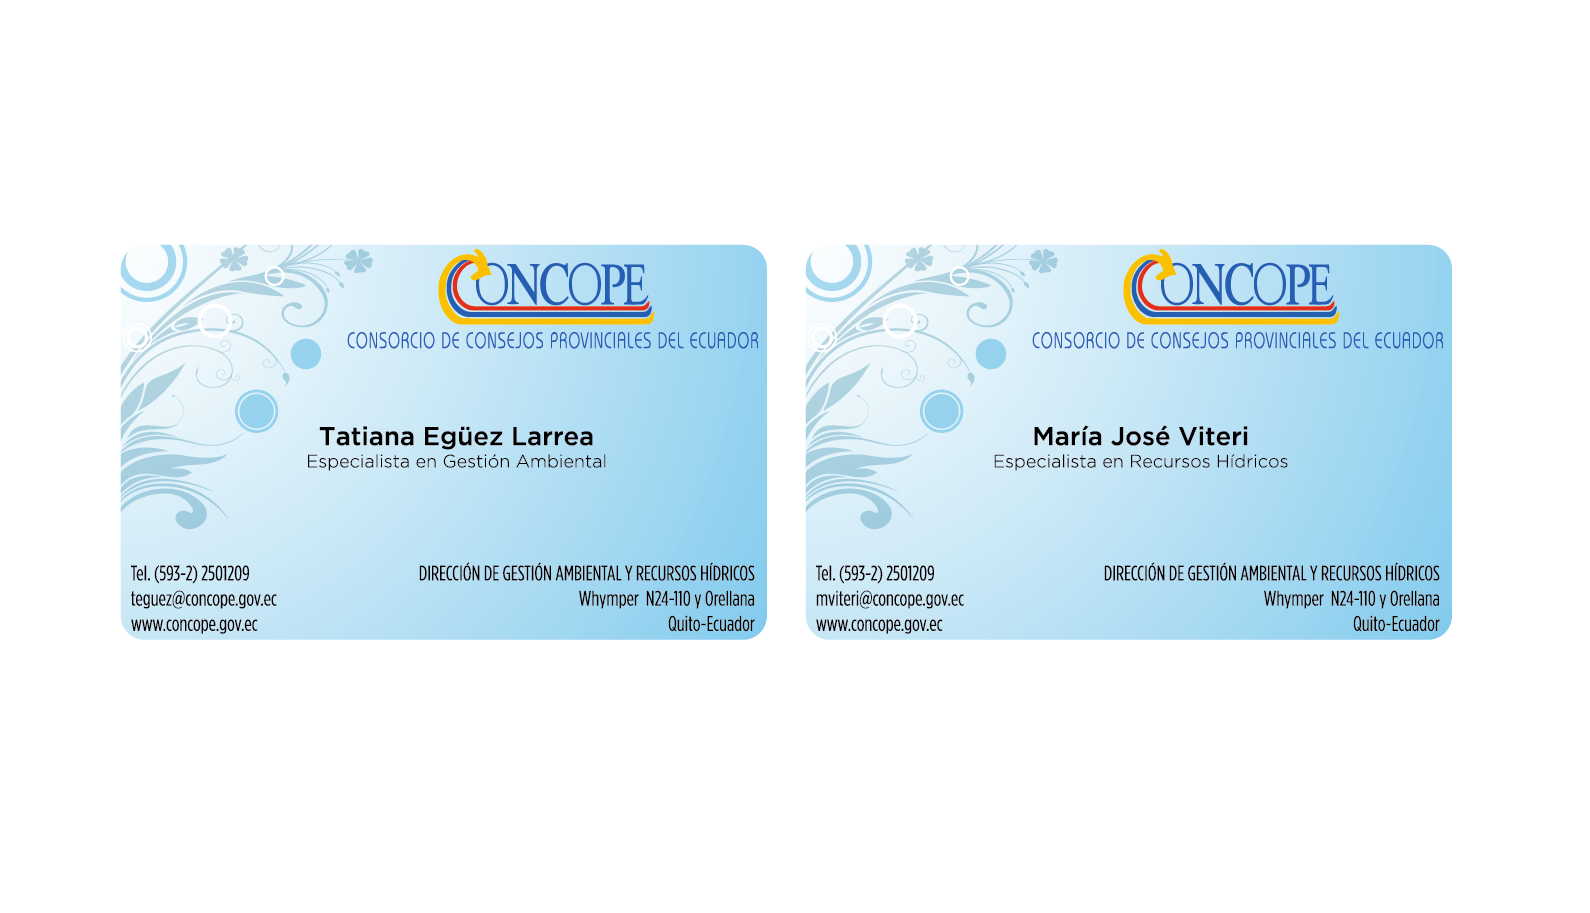 CONCOPE
CONSORCIO DE CONSEJOS PROVINCIALES DEL ECUADOR
Tatiana Egüez Larrea
Especialista en Gestión Ambiental
Tel. (593-2) 2501209
teguez@concope.gov.ec
www.concope.gov.ec
DIRECCIÓN DE GESTIÓN AMBIENTAL Y RECURSOS HÍDRICOS
Whymper N24-110 y Orellana
Quito-Ecuador
CONCOPE
CONSORCIO DE CONSEJOS PROVINCIALES DEL ECUADOR
María José Viteri
Especialista en Recursos Hídricos
Tel. (593-2) 2501209
mviteri@concope.gov.ec
www.concope.gov.ec
DIRECCIÓN DE GESTIÓN AMBIENTAL Y RECURSOS HÍDRICOS
Whymper N24-110 y Orellana
Quito-Ecuador